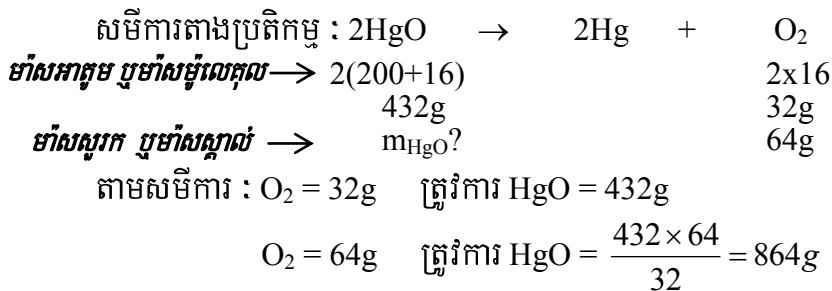 សមីការតាងប្រតិកម្ម ៖ 2HgO → 2Hg + O₂
ម៉ាសអាតូម ឬម៉ាសម៉ូលេគុល → 2(200+16) 2x16
432g 32g
ម៉ាសសួរក ឬម៉ាសស្គាល់ → m_HgO? 64g
តាមសមីការ ៖ O₂ = 32g ត្រូវការ HgO = 432g
O₂ = 64g ត្រូវការ HgO = \frac{432 × 64}{32} = 864g